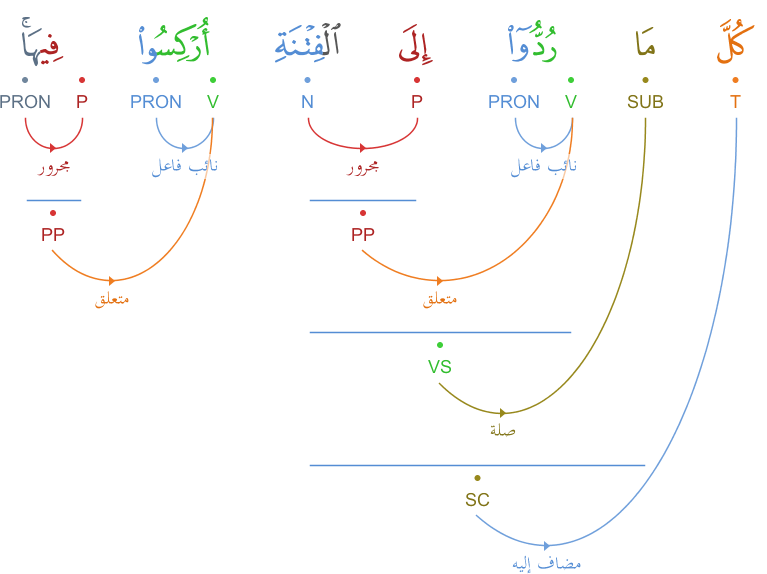 كُلَّ مَا رُدُّوٓا۟ إِلَى ٱلْفِتْنَةِ أُرْكِسُوا۟ فِيهَا ۚ
T SUB V PRON P N V PRON P PRON
نائب فاعل مجرور نائب فاعل مجرور
PP PP
متعلق متعلق
VS
صلة
SC
مضاف إليه